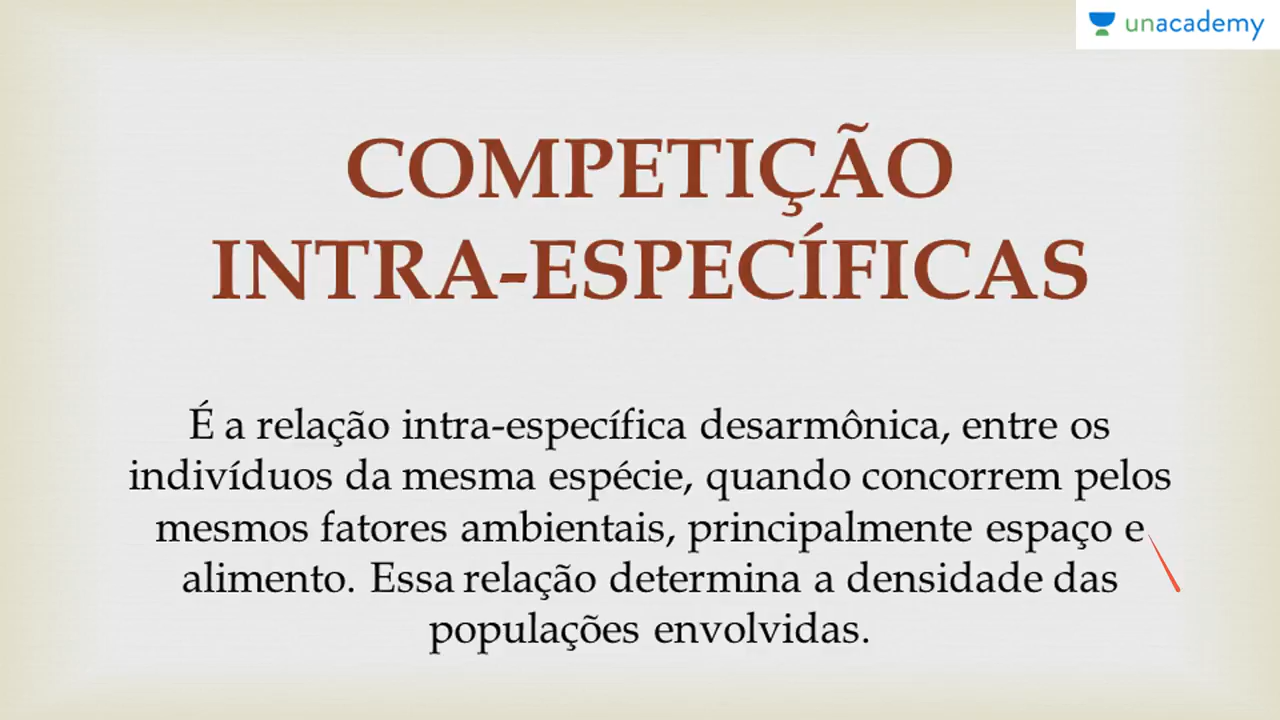 unacademy
COMPETIÇÃO
INTRA-ESPECÍFICAS
É a relação intra-específica desarmônica, entre os
indivíduos da mesma espécie, quando concorrem pelos
mesmos fatores ambientais, principalmente espaço e
alimento. Essa relação determina a densidade das
populações envolvidas.